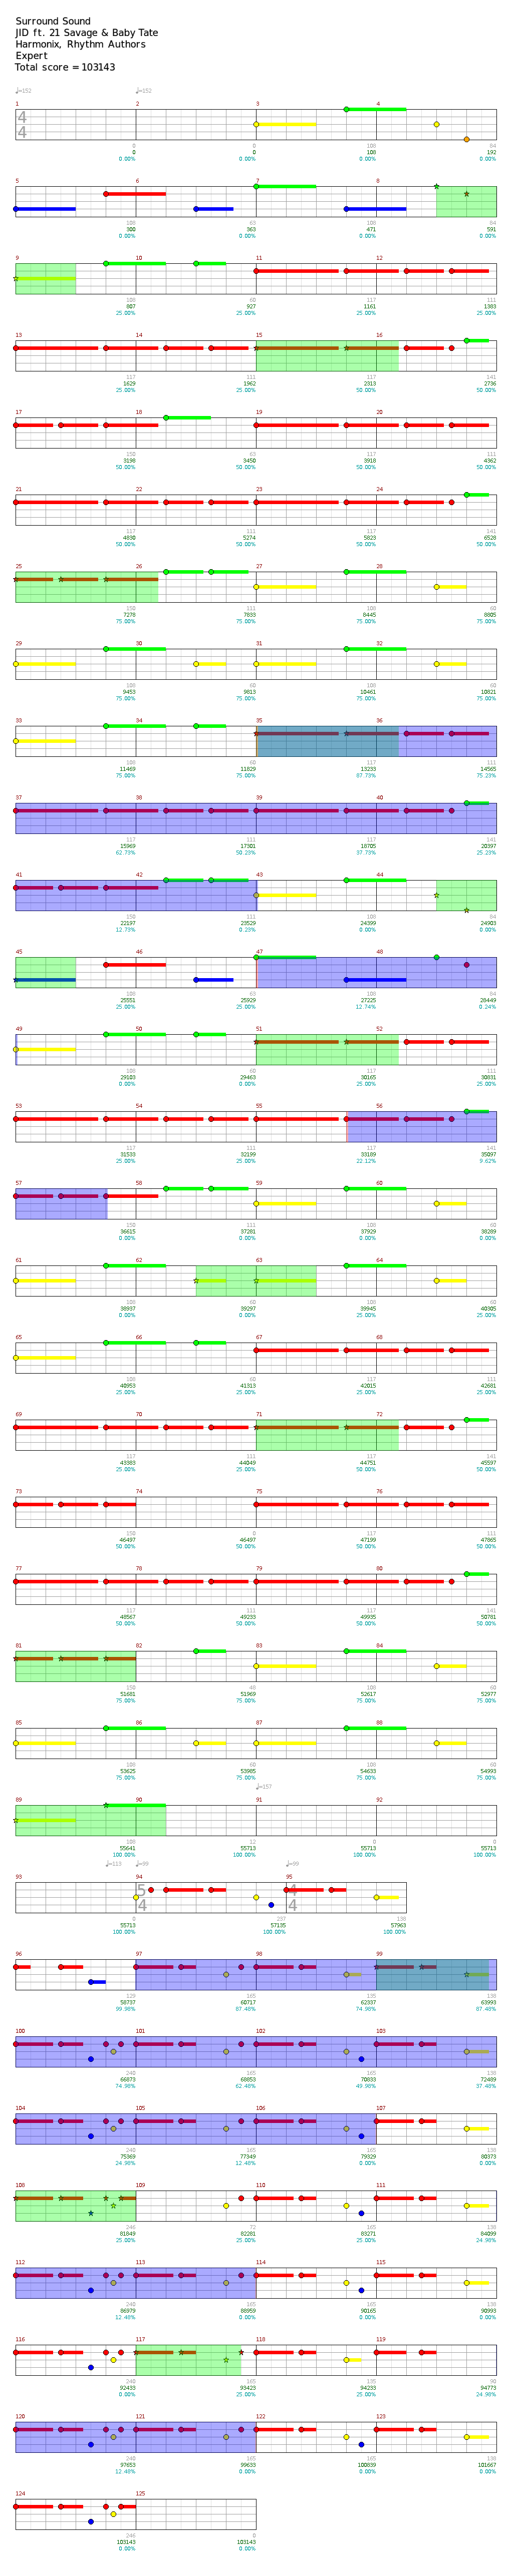 Surround Sound
JID ft. 21 Savage & Baby Tate
Harmonix, Rhythm Authors
Expert
Total score = 103143
♩=152 ♩=152
1 2 3 4
4
4
0 0 108 64
0 0 108 192
0.00% 0.00% 0.00% 0.00%
5 6 7 8
108 63 108 84
300 363 471 591
0.00% 0.00% 0.00% 0.00%
9 10 11 12
108 60 117 111
807 927 1161 1383
25.00% 25.00% 25.00% 25.00%
13 14 15 16
117 111 117 141
1629 1962 2313 2736
25.00% 25.00% 50.00% 50.00%
17 18 19 20
150 63 117 111
3198 3450 3918 4362
50.00% 50.00% 50.00% 50.00%
21 22 23 24
117 111 117 141
4830 5274 5823 6528
50.00% 50.00% 50.00% 50.00%
25 26 27 28
150 111 108 60
7278 7833 8445 8805
75.00% 75.00% 75.00% 75.00%
29 30 31 32
108 60 108 60
9453 9813 10461 10821
75.00% 75.00% 75.00% 75.00%
33 34 35 36
108 60 117 111
11469 11829 13233 14565
75.00% 75.00% 87.73% 75.23%
37 38 39 40
117 111 117 141
15969 17301 18705 20397
62.73% 50.23% 37.73% 25.23%
41 42 43 44
150 111 108 84
22197 23529 24399 24903
12.73% 0.23% 0.00% 0.00%
45 46 47 48
108 63 108 84
25551 25929 27225 28449
25.00% 25.00% 12.74% 0.24%
49 50 51 52
108 60 117 111
29103 29463 30165 30831
0.00% 0.00% 25.00% 25.00%
53 54 55 56
117 111 117 141
31533 32199 33189 35097
25.00% 25.00% 22.12% 9.62%
57 58 59 60
150 111 108 60
36615 37281 37929 38289
0.00% 0.00% 0.00% 0.00%
61 62 63 64
108 60 108 60
38937 39297 39945 40305
0.00% 0.00% 25.00% 25.00%
65 66 67 68
108 60 117 111
40953 41313 42015 42681
25.00% 25.00% 25.00% 25.00%
69 70 71 72
117 111 117 141
43383 44049 44751 45597
25.00% 25.00% 50.00% 50.00%
73 74 75 76
150 0 117 111
46497 46497 47199 47865
50.00% 50.00% 50.00% 50.00%
77 78 79 80
117 111 117 141
48567 49233 49935 50781
50.00% 50.00% 50.00% 50.00%
81 82 83 84
150 48 108 60
51681 51969 52617 52977
75.00% 75.00% 75.00% 75.00%
85 86 87 88
108 60 108 60
53625 53985 54633 54993
75.00% 75.00% 75.00% 75.00%
♩=157
89 90 91 92
108 12 0 0
55641 55713 55713 55713
100.00% 100.00% 100.00% 100.00%
♩=113 ♩=99 ♩=99
93 94 95
5 4
4 4
0 237 138
55713 57135 57963
100.00% 100.00% 100.00%
96 97 98 99
129 165 135 138
58737 60717 62337 63993
99.98% 87.48% 74.98% 87.48%
100 101 102 103
240 165 165 138
66873 68853 70833 72489
74.98% 62.48% 49.98% 37.48%
104 105 106 107
240 165 165 138
75369 77349 79329 80373
24.98% 12.48% 0.00% 0.00%
108 109 110 111
246 72 165 138
81849 82281 83271 84099
25.00% 25.00% 25.00% 24.98%
112 113 114 115
240 165 165 138
86979 88959 90165 90993
12.48% 0.00% 0.00% 0.00%
116 117 118 119
240 165 135 90
92433 93423 94233 94773
0.00% 25.00% 25.00% 24.98%
120 121 122 123
240 165 165 138
97653 99633 100839 101667
12.48% 0.00% 0.00% 0.00%
124 125
246 0
103143 103143
0.00% 0.00%